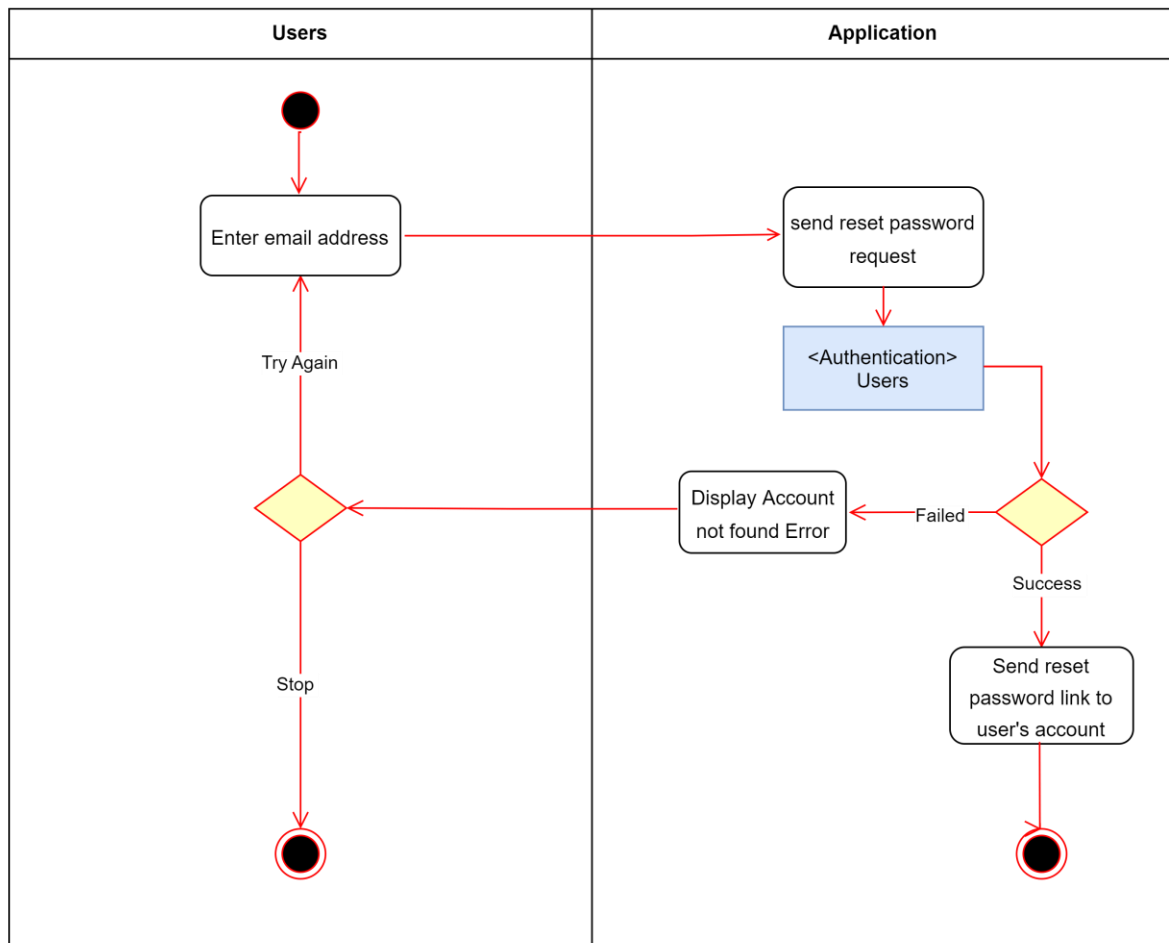 Users
Application
Enter email address
send reset password
request
<Authentication>
Users
Try Again
Display Account
not found Error
Failed
Success
Send reset
password link to
user's account
Stop